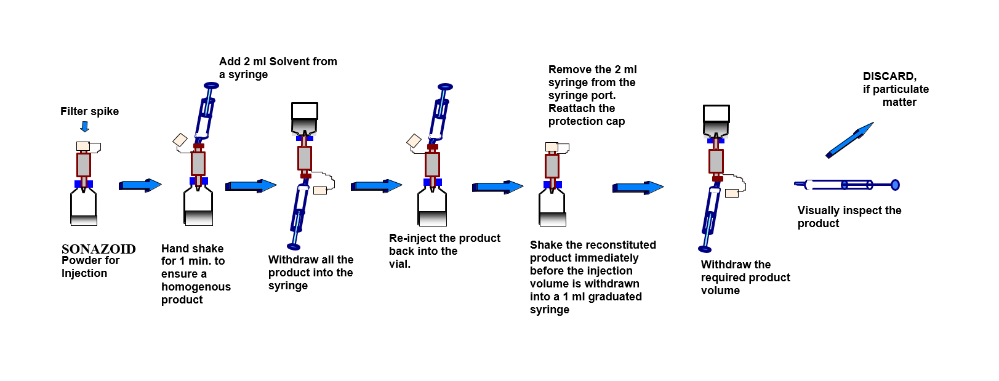 Filter spike
SONAZOID
Powder for
Injection
Add 2 ml Solvent from
a syringe
Hand shake
for 1 min. to
ensure a
homogenous
product
Withdraw all the
product into the
syringe
Re-inject the product
back into the
vial.
Remove the 2 ml
syringe from the
syringe port.
Reattach the
protection cap
Shake the reconstituted
product immediately
before the injection
volume is withdrawn
into a 1 ml graduated
syringe
Withdraw the
required product
volume
DISCARD,
if particulate
matter
Visually inspect the
product